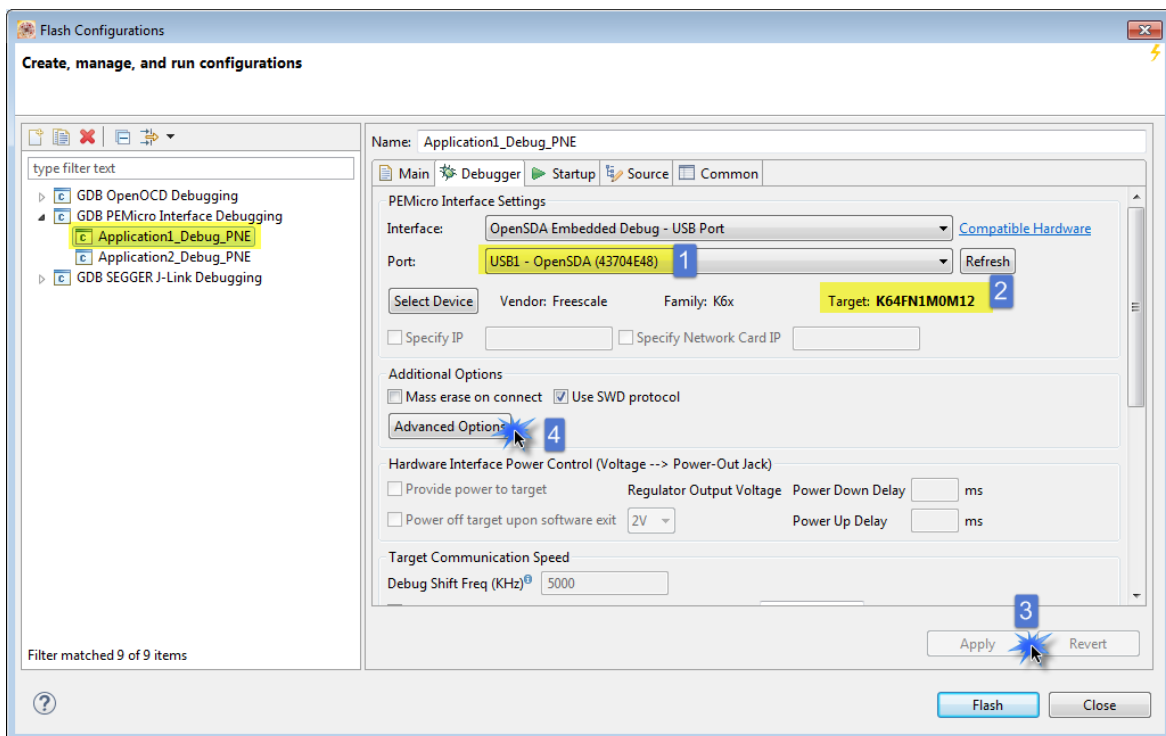 Flash Configurations
Create, manage, and run configurations
type filter text
GDB OpenOCD Debugging
GDB PEMicro Interface Debugging
Application1_Debug_PNE
Application2_Debug_PNE
GDB SEGGER J-Link Debugging
Filter matched 9 of 9 items
Name: Application1_Debug_PNE
Main Debugger Startup Source Common
PEMicro Interface Settings
Interface: OpenSDA Embedded Debug - USB Port Compatible Hardware
Port: USB1 - OpenSDA (43704E48) 1 Refresh
Select Device Vendor: Freescale Family: K6x Target: K64FN1M0M12 2
Specify IP Specify Network Card IP
Additional Options
Mass erase on connect Use SWD protocol
Advanced Options 4
Hardware Interface Power Control (Voltage --> Power-Out Jack)
Provide power to target Regulator Output Voltage Power Down Delay ms
Power off target upon software exit 2V Power Up Delay ms
Target Communication Speed
Debug Shift Freq (KHz) 5000
3
Apply Revert
Flash Close